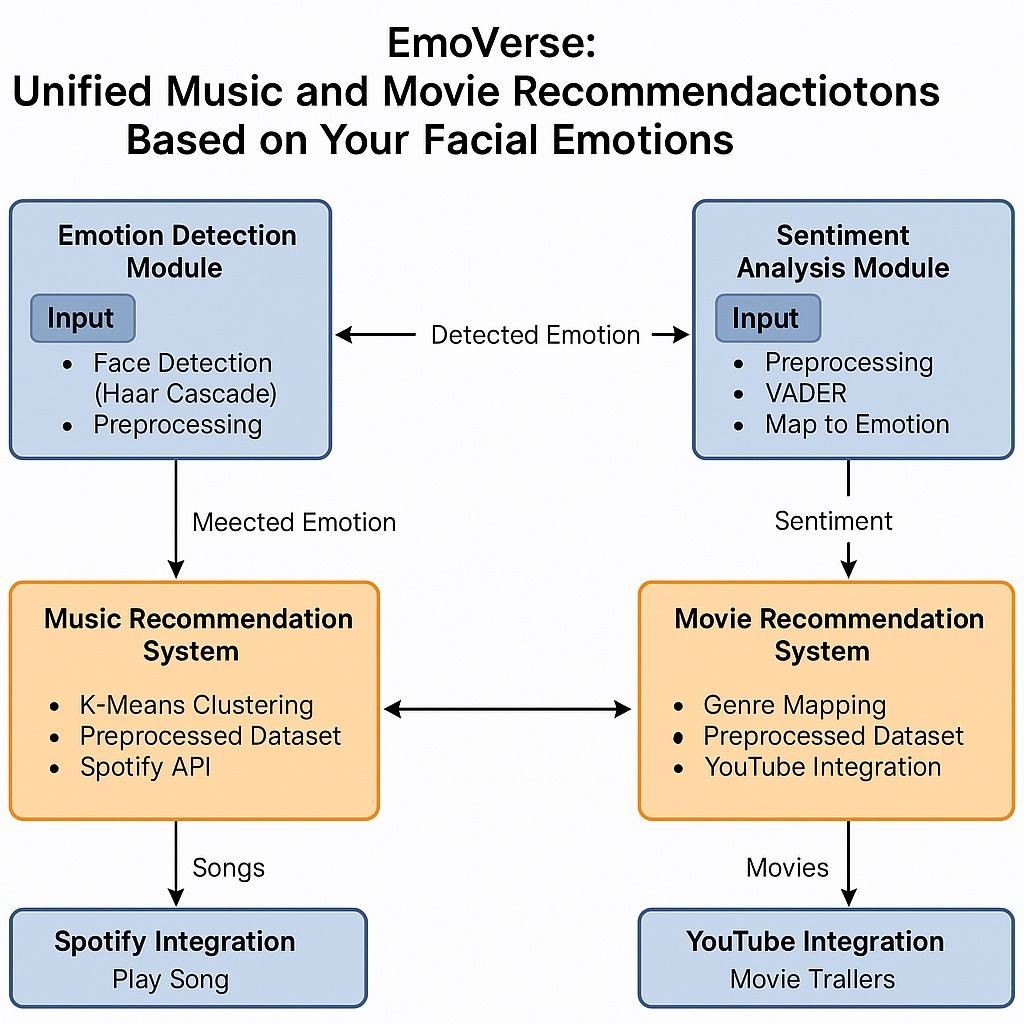 EmoVerse:
Unified Music and Movie Recommendactiotons
Based on Your Facial Emotions
Emotion Detection
Module
Input
• Face Detection
(Haar Cascade)
• Preprocessing
Detected Emotion
Sentiment
Analysis Module
Input
• Preprocessing
• VADER
• Map to Emotion
Meected Emotion
Sentiment
Music Recommendation
System
• K-Means Clustering
• Preprocessed Dataset
• Spotify API
Movie Recommendation
System
• Genre Mapping
• Preprocessed Dataset
• YouTube Integration
Songs
Movies
Spotify Integration
Play Song
YouTube Integration
Movie Trallers